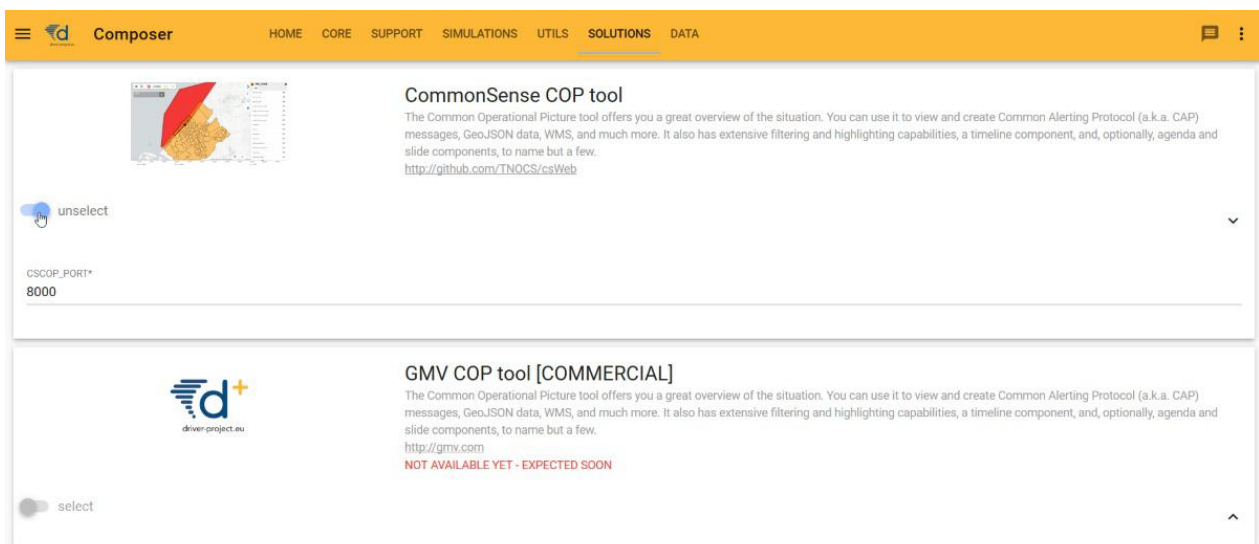 Composer HOME CORE SUPPORT SIMULATIONS UTILS SOLUTIONS DATA
CommonSense COP tool
The Common Operational Picture tool offers you a great overview of the situation. You can use it to view and create Common Alerting Protocol (a.k.a. CAP)
messages, GeoJSON data, WMS, and much more. It also has extensive filtering and highlighting capabilities, a timeline component, and, optionally, agenda and
slide components, to name but a few.
http://github.com/TNOCS/csWeb
unselect
CSCOP_PORT*
8000
GMV COP tool [COMMERCIAL]
The Common Operational Picture tool offers you a great overview of the situation. You can use it to view and create Common Alerting Protocol (a.k.a. CAP)
messages, GeoJSON data, WMS, and much more. It also has extensive filtering and highlighting capabilities, a timeline component, and, optionally, agenda and
slide components, to name but a few.
http://gmv.com
NOT AVAILABLE YET - EXPECTED SOON
d+
driver-project.eu
select